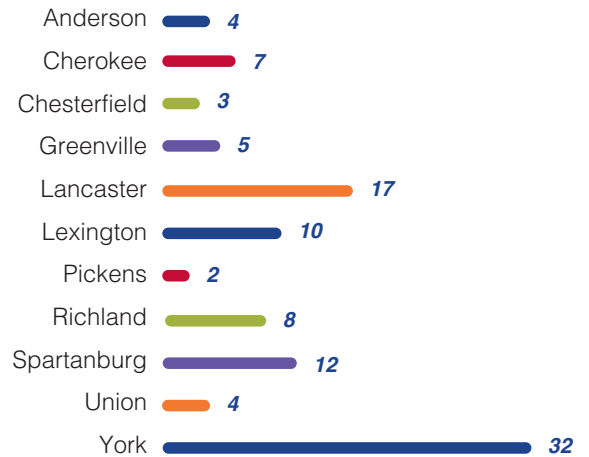 Anderson 4
Cherokee 7
Chesterfield 3
Greenville 5
Lancaster 17
Lexington 10
Pickens 2
Richland 8
Spartanburg 12
Union 4
York 32